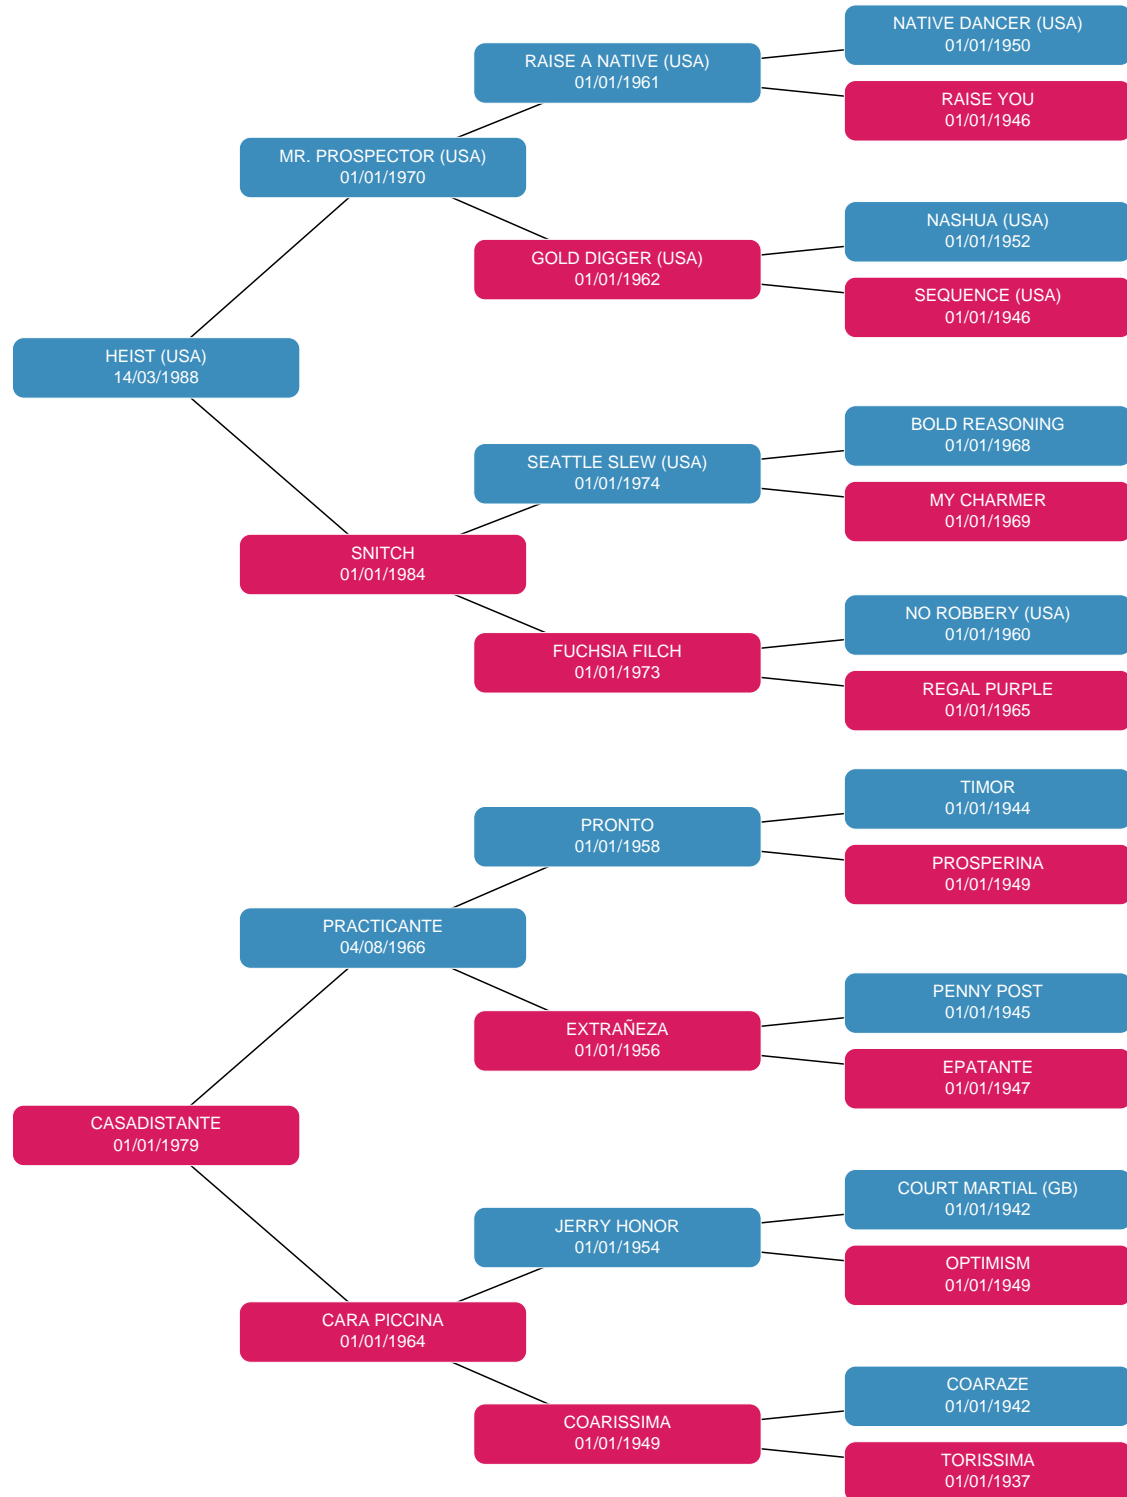 NATIVE DANCER (USA)
01/01/1950
RAISE A NATIVE (USA)
01/01/1961
RAISE YOU
01/01/1946
MR. PROSPECTOR (USA)
01/01/1970
NASHUA (USA)
01/01/1952
GOLD DIGGER (USA)
01/01/1962
SEQUENCE (USA)
01/01/1946
HEIST (USA)
14/03/1988
BOLD REASONING
01/01/1968
SEATTLE SLEW (USA)
01/01/1974
MY CHARMER
01/01/1969
SNITCH
01/01/1984
NO ROBBERY (USA)
01/01/1960
FUCHSIA FILCH
01/01/1973
REGAL PURPLE
01/01/1965
TIMOR
01/01/1944
PRONTO
01/01/1958
PROSPERINA
01/01/1949
PRACTICANTE
04/08/1966
PENNY POST
01/01/1945
EXTRAÑEZA
01/01/1956
EPATANTE
01/01/1947
CASADISTANTE
01/01/1979
COURT MARTIAL (GB)
01/01/1942
JERRY HONOR
01/01/1954
OPTIMISM
01/01/1949
CARA PICCINA
01/01/1964
COARAZE
01/01/1942
COARISSIMA
01/01/1949
TORISSIMA
01/01/1937